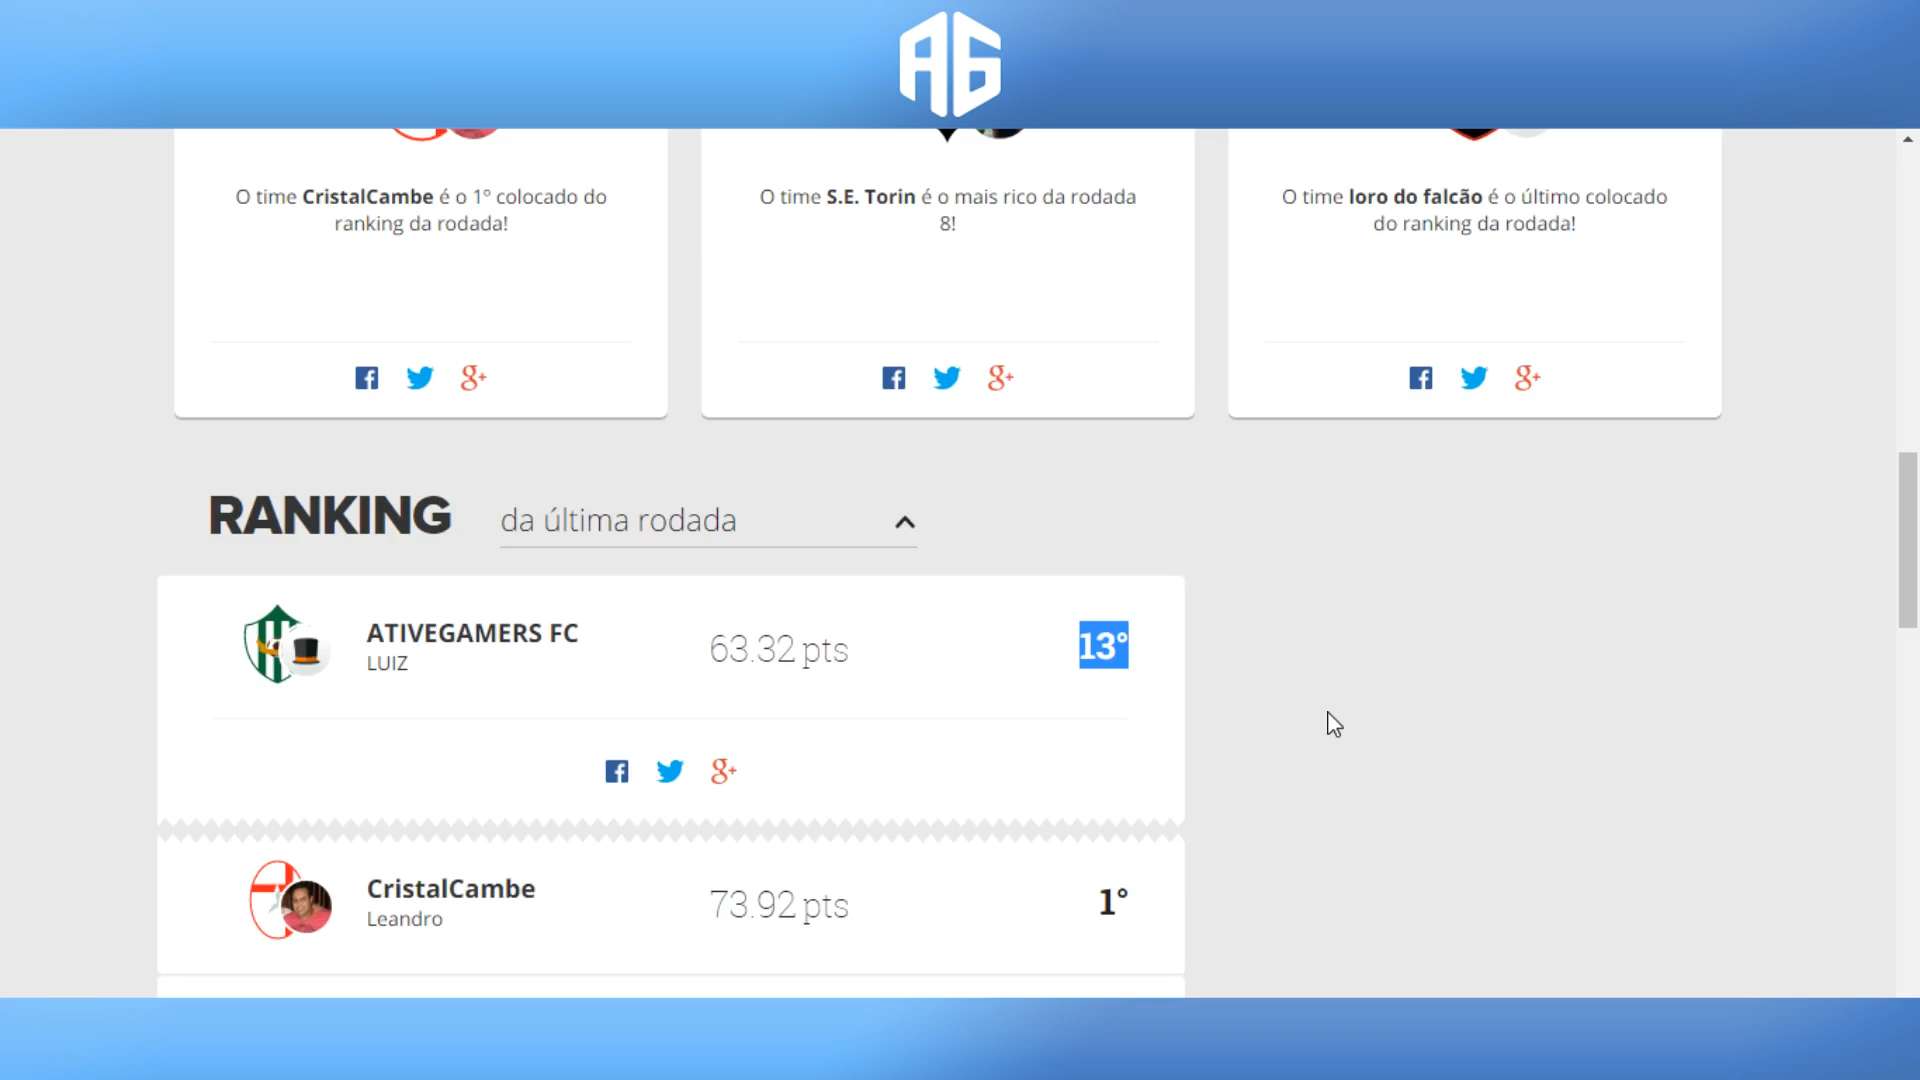 AG
O time CristalCambe é o 1º colocado do
ranking da rodada!
O time S.E. Torin é o mais rico da rodada
8!
O time loro do falcão é o último colocado
do ranking da rodada!
RANKING
da última rodada
ATIVEGAMERS FC
LUIZ
63.32 pts
13°
CristalCambe
Leandro
73.92 pts
1°